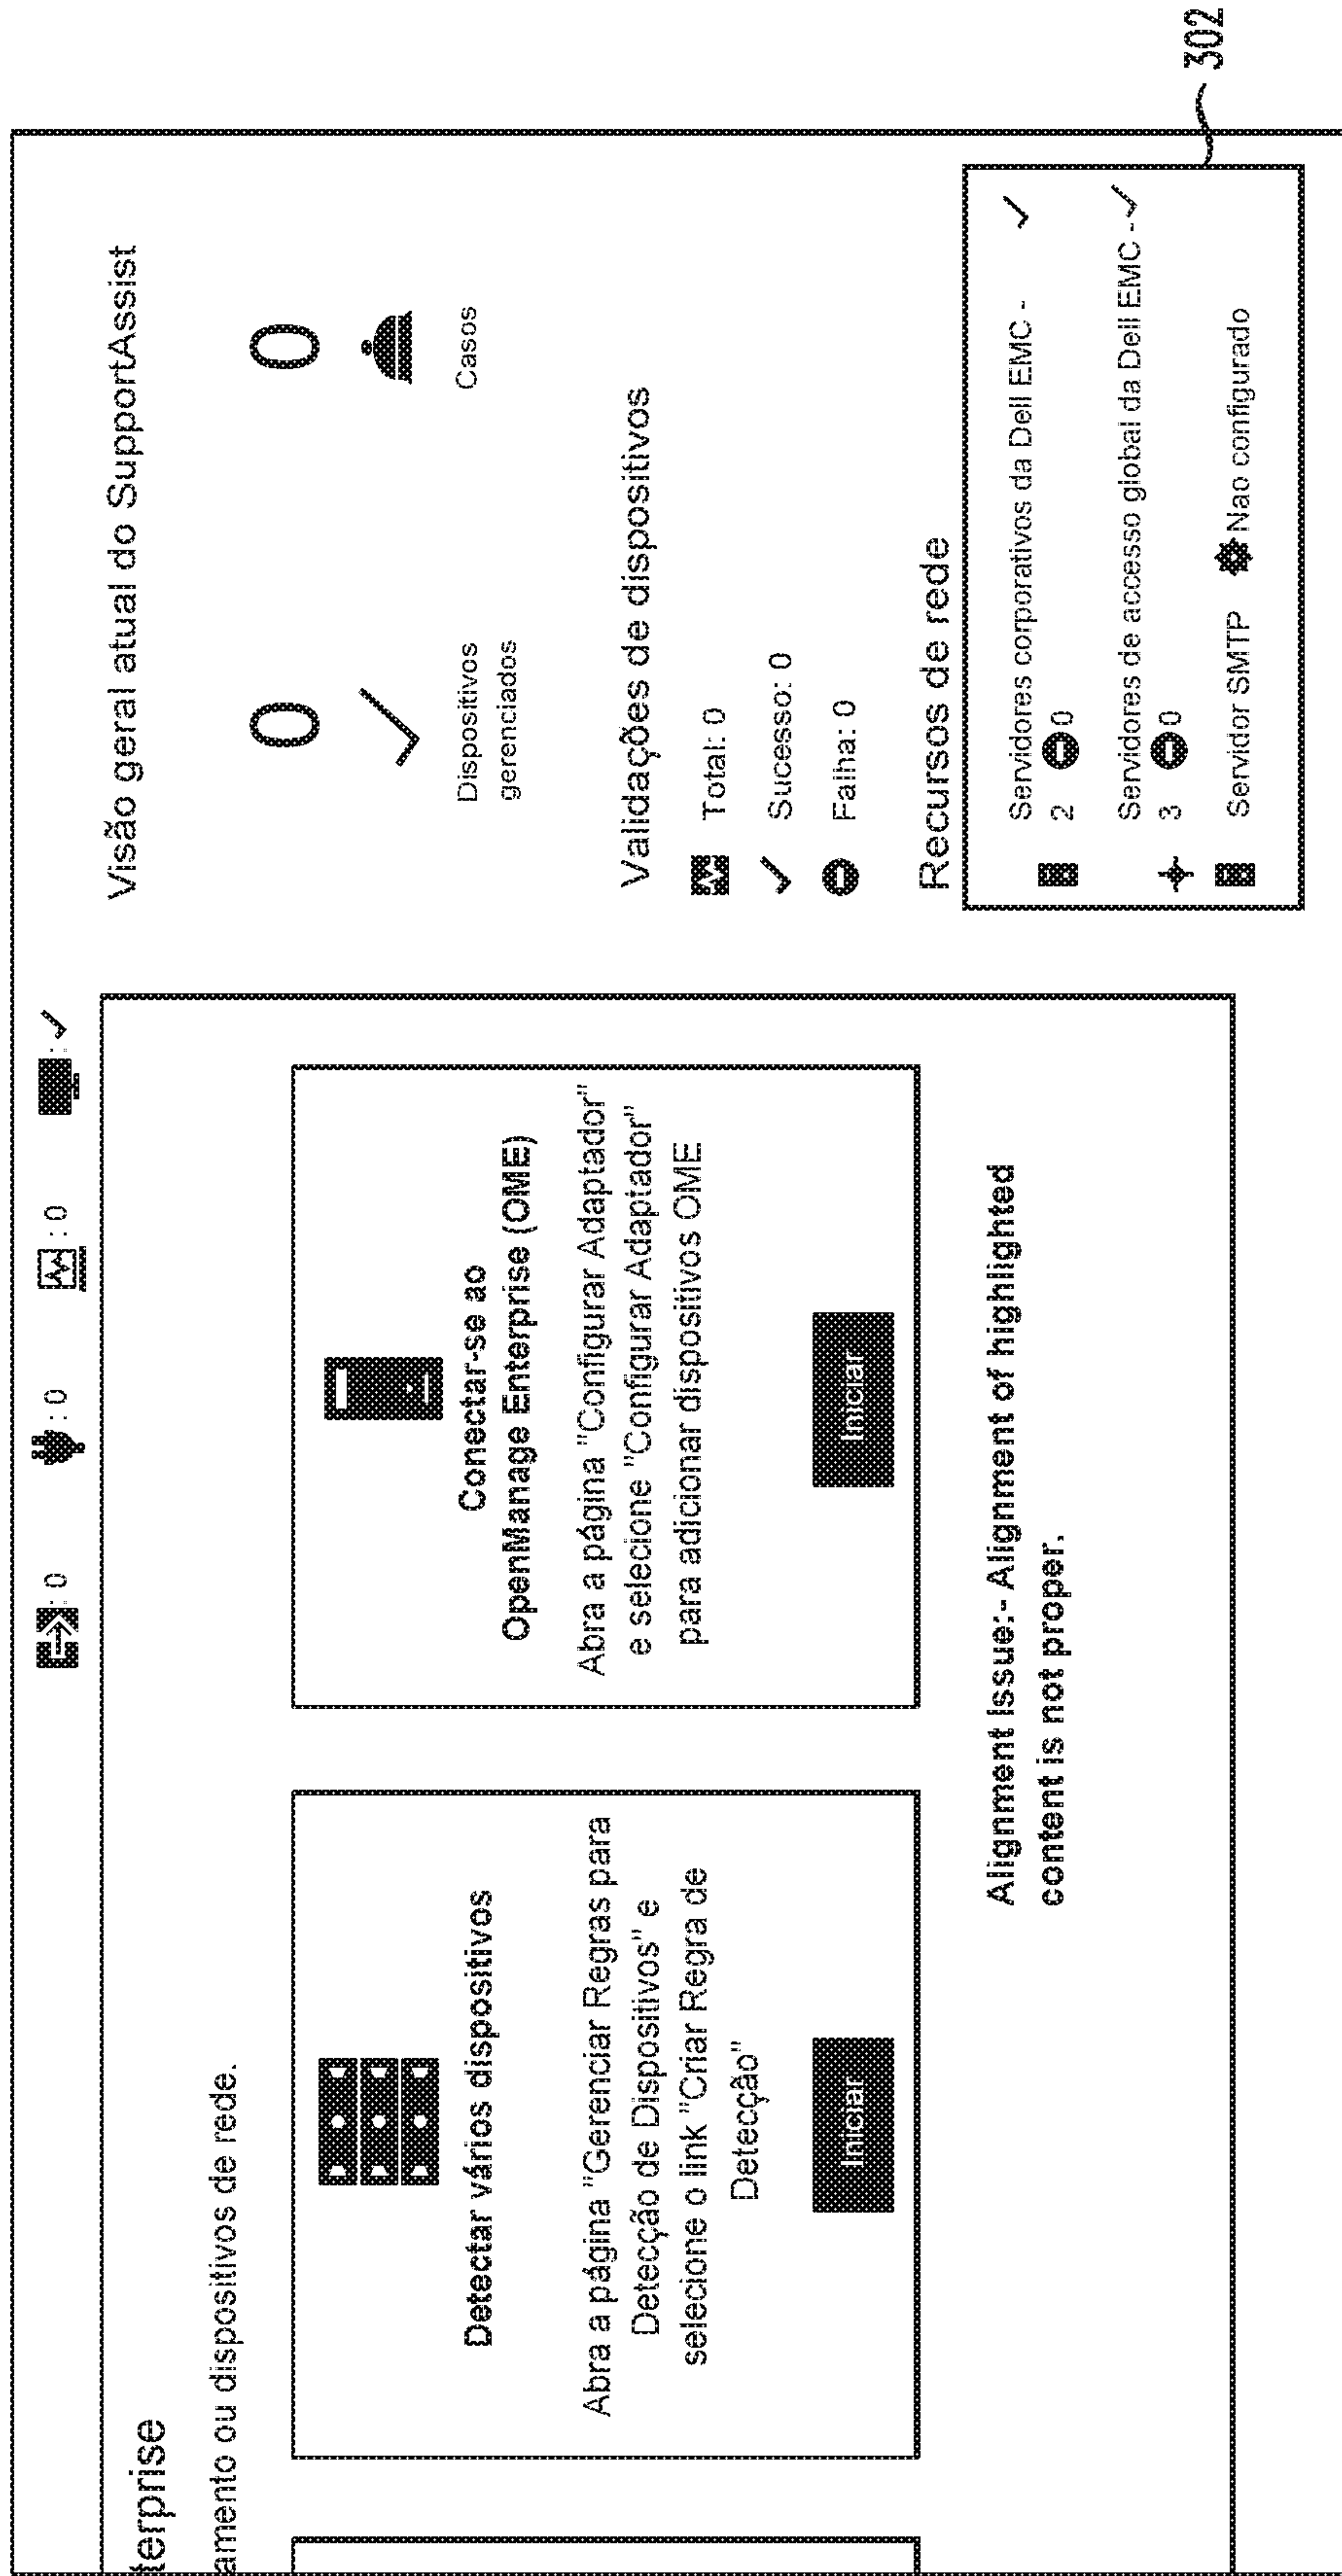 : 0
: 0
: 0
:
terprise
amento ou dispositivos de rede.
Detectar vários dispositivos
Abra a página "Gerenciar Regras para
Detecção de Dispositivos" e
selecione o link "Criar Regra de
Detecção"
Iniciar
Conectar-se ao
OpenManage Enterprise (OME)
Abra a página "Configurar Adaptador"
e selecione "Configurar Adaptador"
para adicionar dispositivos OME
Iniciar
Alignment issue:- Alignment of highlighted
content is not proper.
Visão geral atual do SupportAssist
0
Dispositivos
gerenciados
0
Casos
Validações de dispositivos
Total: 0
Sucesso: 0
Falha: 0
Recursos de rede
Servidores corporativos da Dell EMC -
2 0
Servidores de accesso global da Dell EMC -
3 0
Servidor SMTP Nao configurado
302